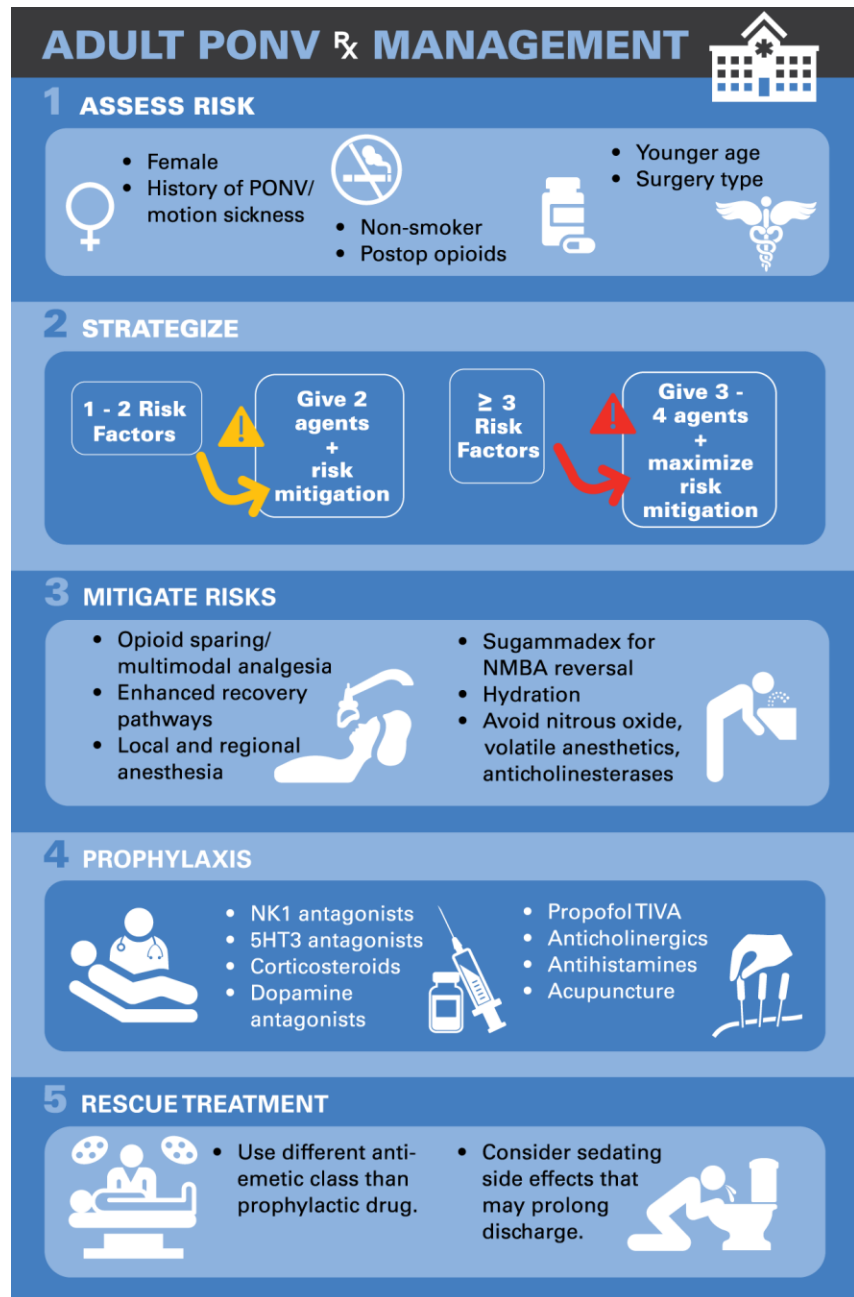 ADULT PONV ℞ MANAGEMENT
1 ASSESS RISK
• Female
• History of PONV/
motion sickness
• Non-smoker
• Postop opioids
• Younger age
• Surgery type
2 STRATEGIZE
1 - 2 Risk
Factors
Give 2
agents
+
risk
mitigation
≥ 3
Risk
Factors
Give 3 -
4 agents
+
maximize
risk
mitigation
3 MITIGATE RISKS
• Opioid sparing/
multimodal analgesia
• Enhanced recovery
pathways
• Local and regional
anesthesia
• Sugammadex for
NMBA reversal
• Hydration
• Avoid nitrous oxide,
volatile anesthetics,
anticholinesterases
4 PROPHYLAXIS
• NK1 antagonists
• 5HT3 antagonists
• Corticosteroids
• Dopamine
antagonists
• Propofol TIVA
• Anticholinergics
• Antihistamines
• Acupuncture
5 RESCUE TREATMENT
• Use different anti-
emetic class than
prophylactic drug.
• Consider sedating
side effects that
may prolong
discharge.